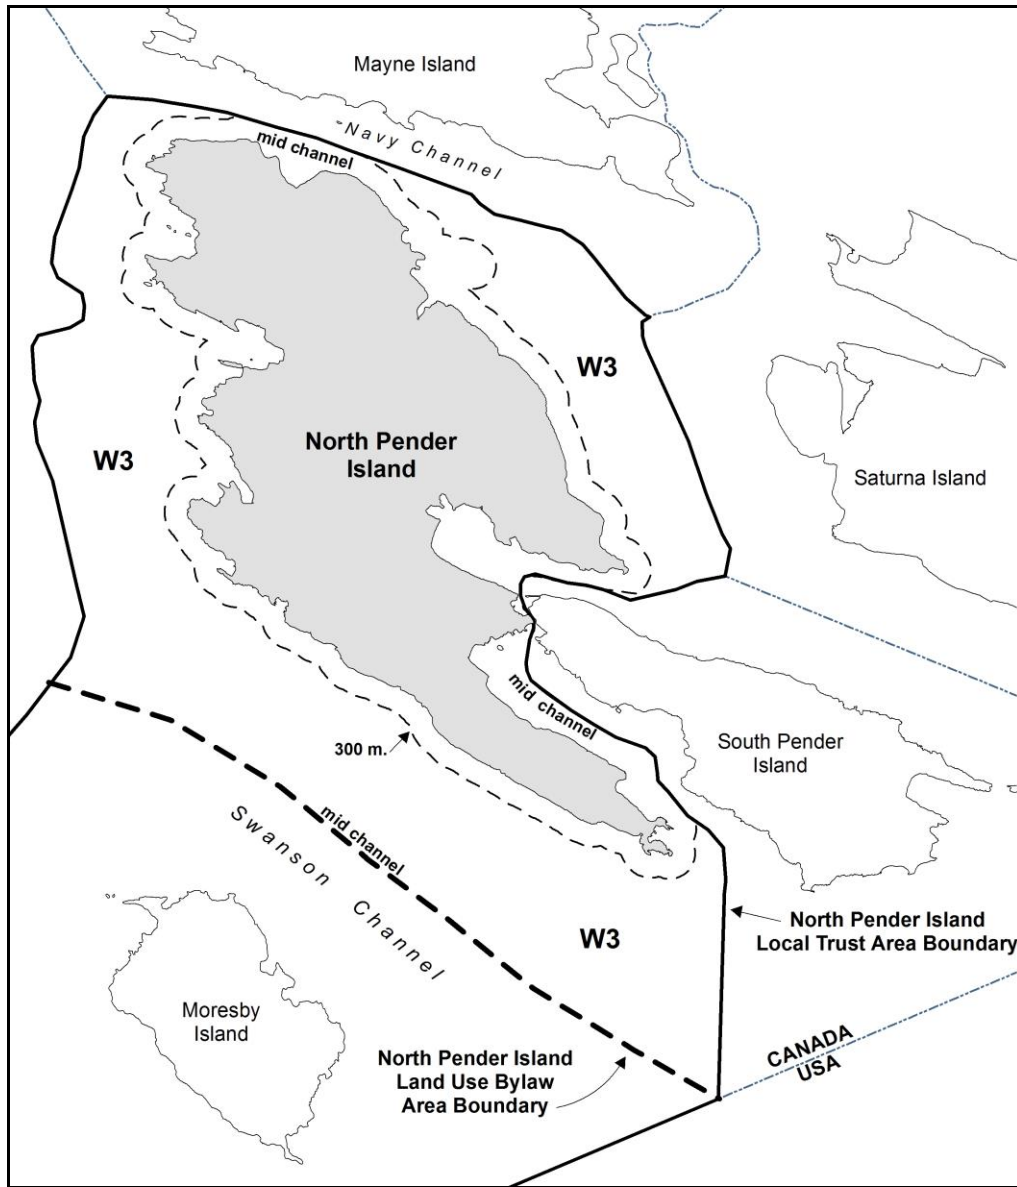 Mayne Island
Navy Channel
mid channel
W3
North Pender
Island
W3
Saturna Island
mid channel
South Pender
Island
300 m.
mid channel
Swanson Channel
W3
North Pender Island
Local Trust Area Boundary
Moresby
Island
CANADA
USA
North Pender Island
Land Use Bylaw
Area Boundary